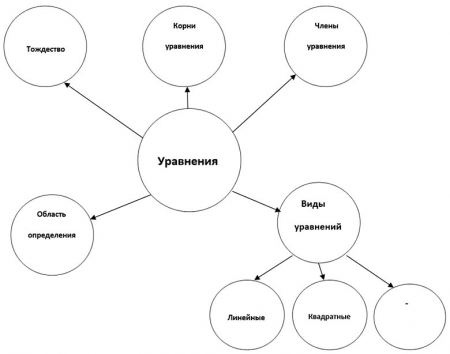 Тождество
Корни
уравнения
Члены
уравнения
Уравнения
Область
определения
Виды
уравнений
Линейные
Квадратные
-